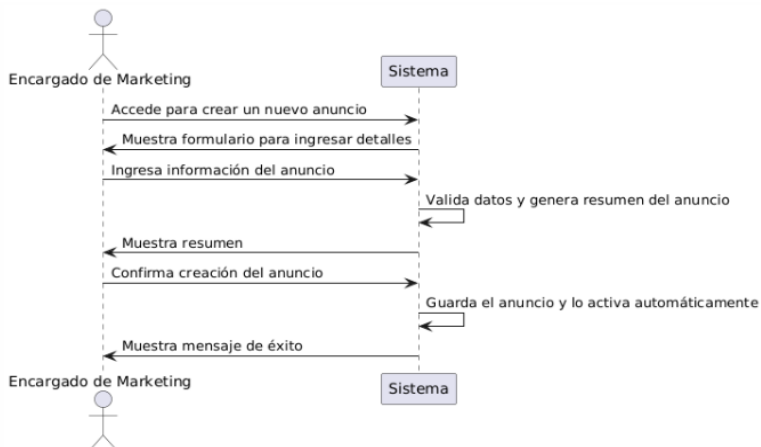 Encargado de Marketing
Sistema
Accede para crear un nuevo anuncio
Muestra formulario para ingresar detalles
Ingresa información del anuncio
Valida datos y genera resumen del anuncio
Muestra resumen
Confirma creación del anuncio
Guarda el anuncio y lo activa automáticamente
Muestra mensaje de éxito
Encargado de Marketing
Sistema